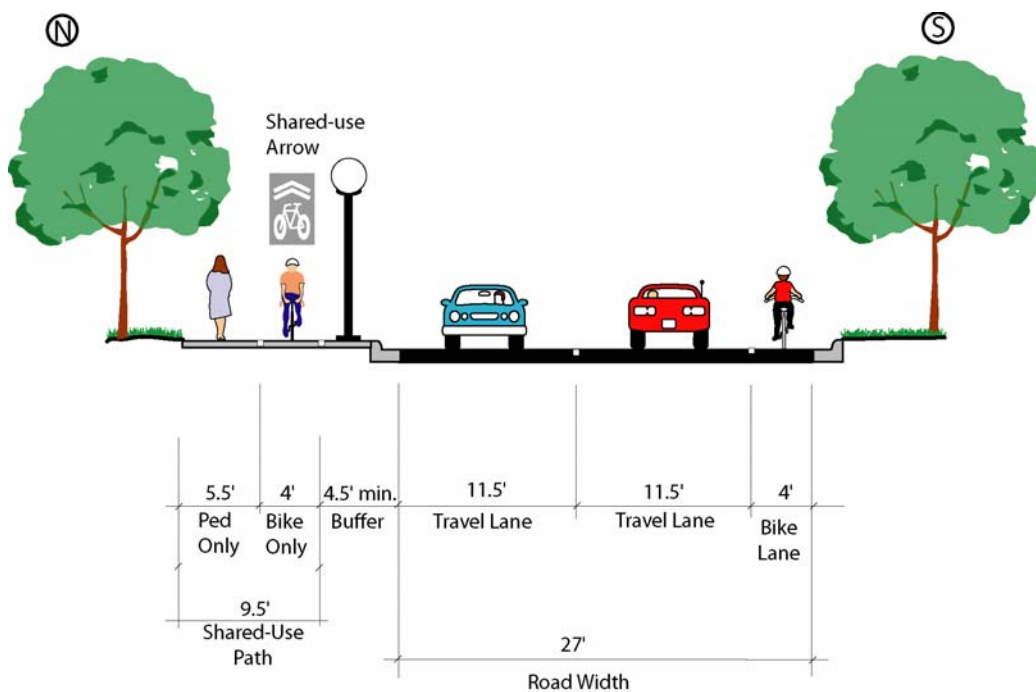 N
S
Shared-use
Arrow
5.5'
4'
4.5' min.
11.5'
11.5'
4'
Ped
Only
Bike
Only
Buffer
Travel Lane
Travel Lane
Bike
Lane
9.5'
Shared-Use
Path
27'
Road Width